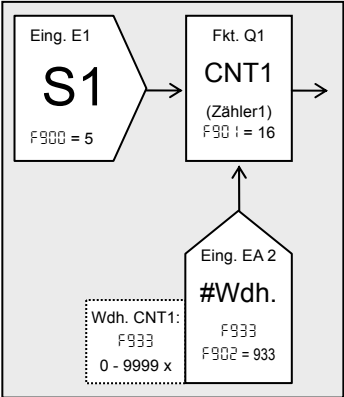 Eing. E1
S1
F900 = 5
Fkt. Q1
CNT1
(Zähler1)
F901 = 16
Eing. EA 2
#Wdh.
F933
F902 = 933
Wdh. CNT1:
F933
0 - 9999 x